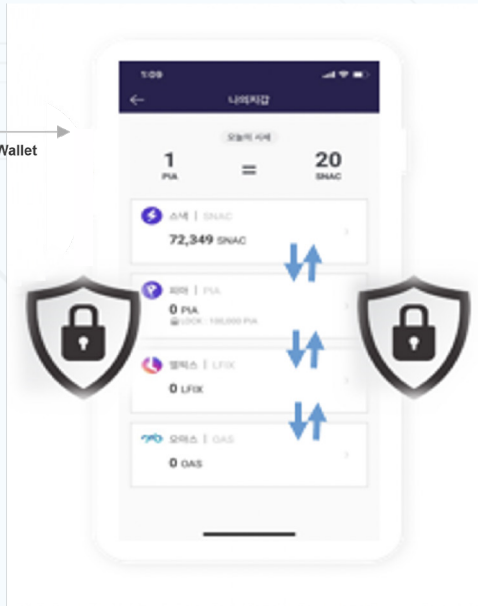 1:09
나의지갑
Wallet
오늘의 시세
1 = 20
PIA SNAC
스낵 | SNAC
72,349 SNAC
피아 | PIA
0 PIA
LOCK : 100,000 PIA
엘픽스 | LFIX
0 LFIX
오아스 | OAS
0 OAS